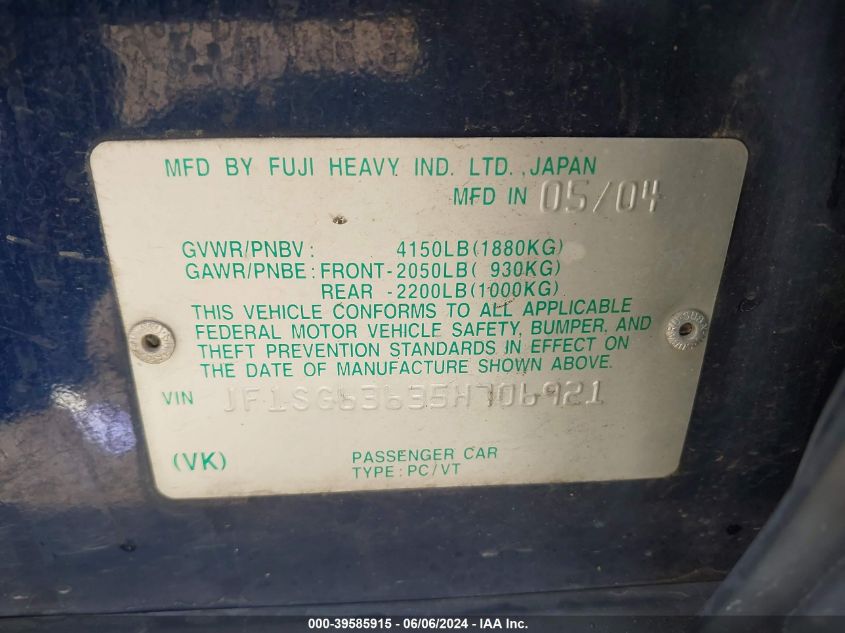 MFD BY FUJI HEAVY IND. LTD., JAPAN
MFD IN 05/04
GVWR/PNBV: 4150LB(1880KG)
GAWR/PNBE: FRONT-2050LB( 930KG)
REAR -2200LB(1000KG)
THIS VEHICLE CONFORMS TO ALL APPLICABLE
FEDERAL MOTOR VEHICLE SAFETY, BUMPER, AND
THEFT PREVENTION STANDARDS IN EFFECT ON
THE DATE OF MANUFACTURE SHOWN ABOVE.
VIN JF1SG63635H706921
(VK) PASSENGER CAR
TYPE: PC/VT
000-39585915 - 06/06/2024 - IAA Inc.